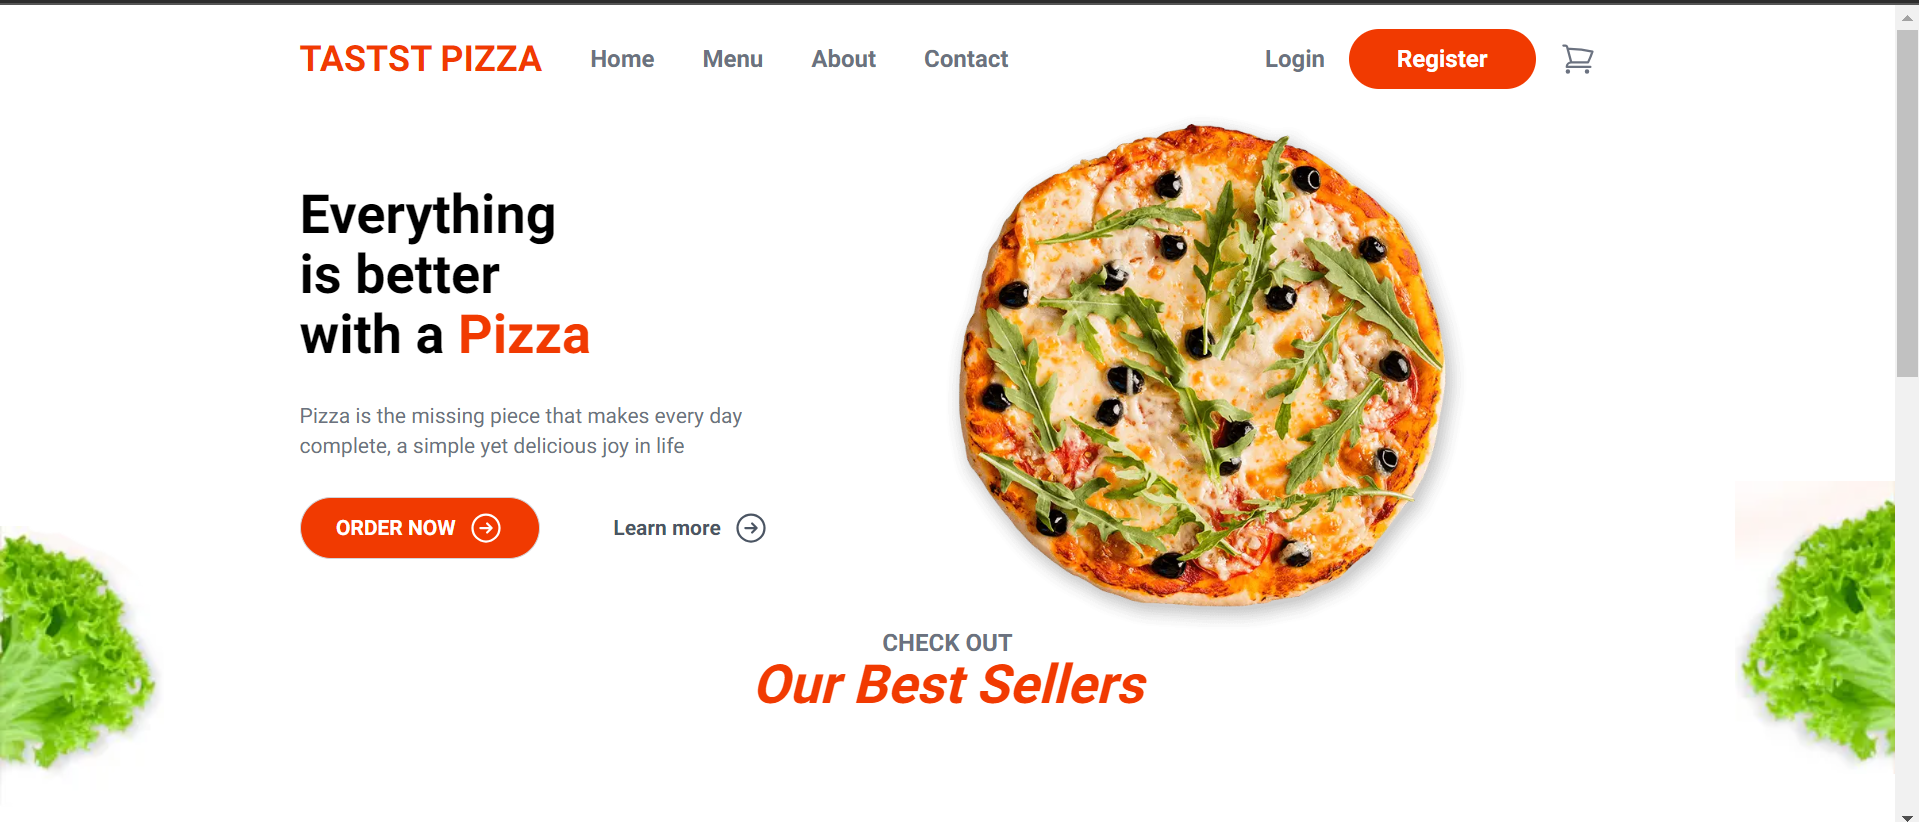 TASTST PIZZA Home Menu About Contact Login Register
Everything
is better
with a Pizza
Pizza is the missing piece that makes every day
complete, a simple yet delicious joy in life
ORDER NOW Learn more
CHECK OUT
Our Best Sellers